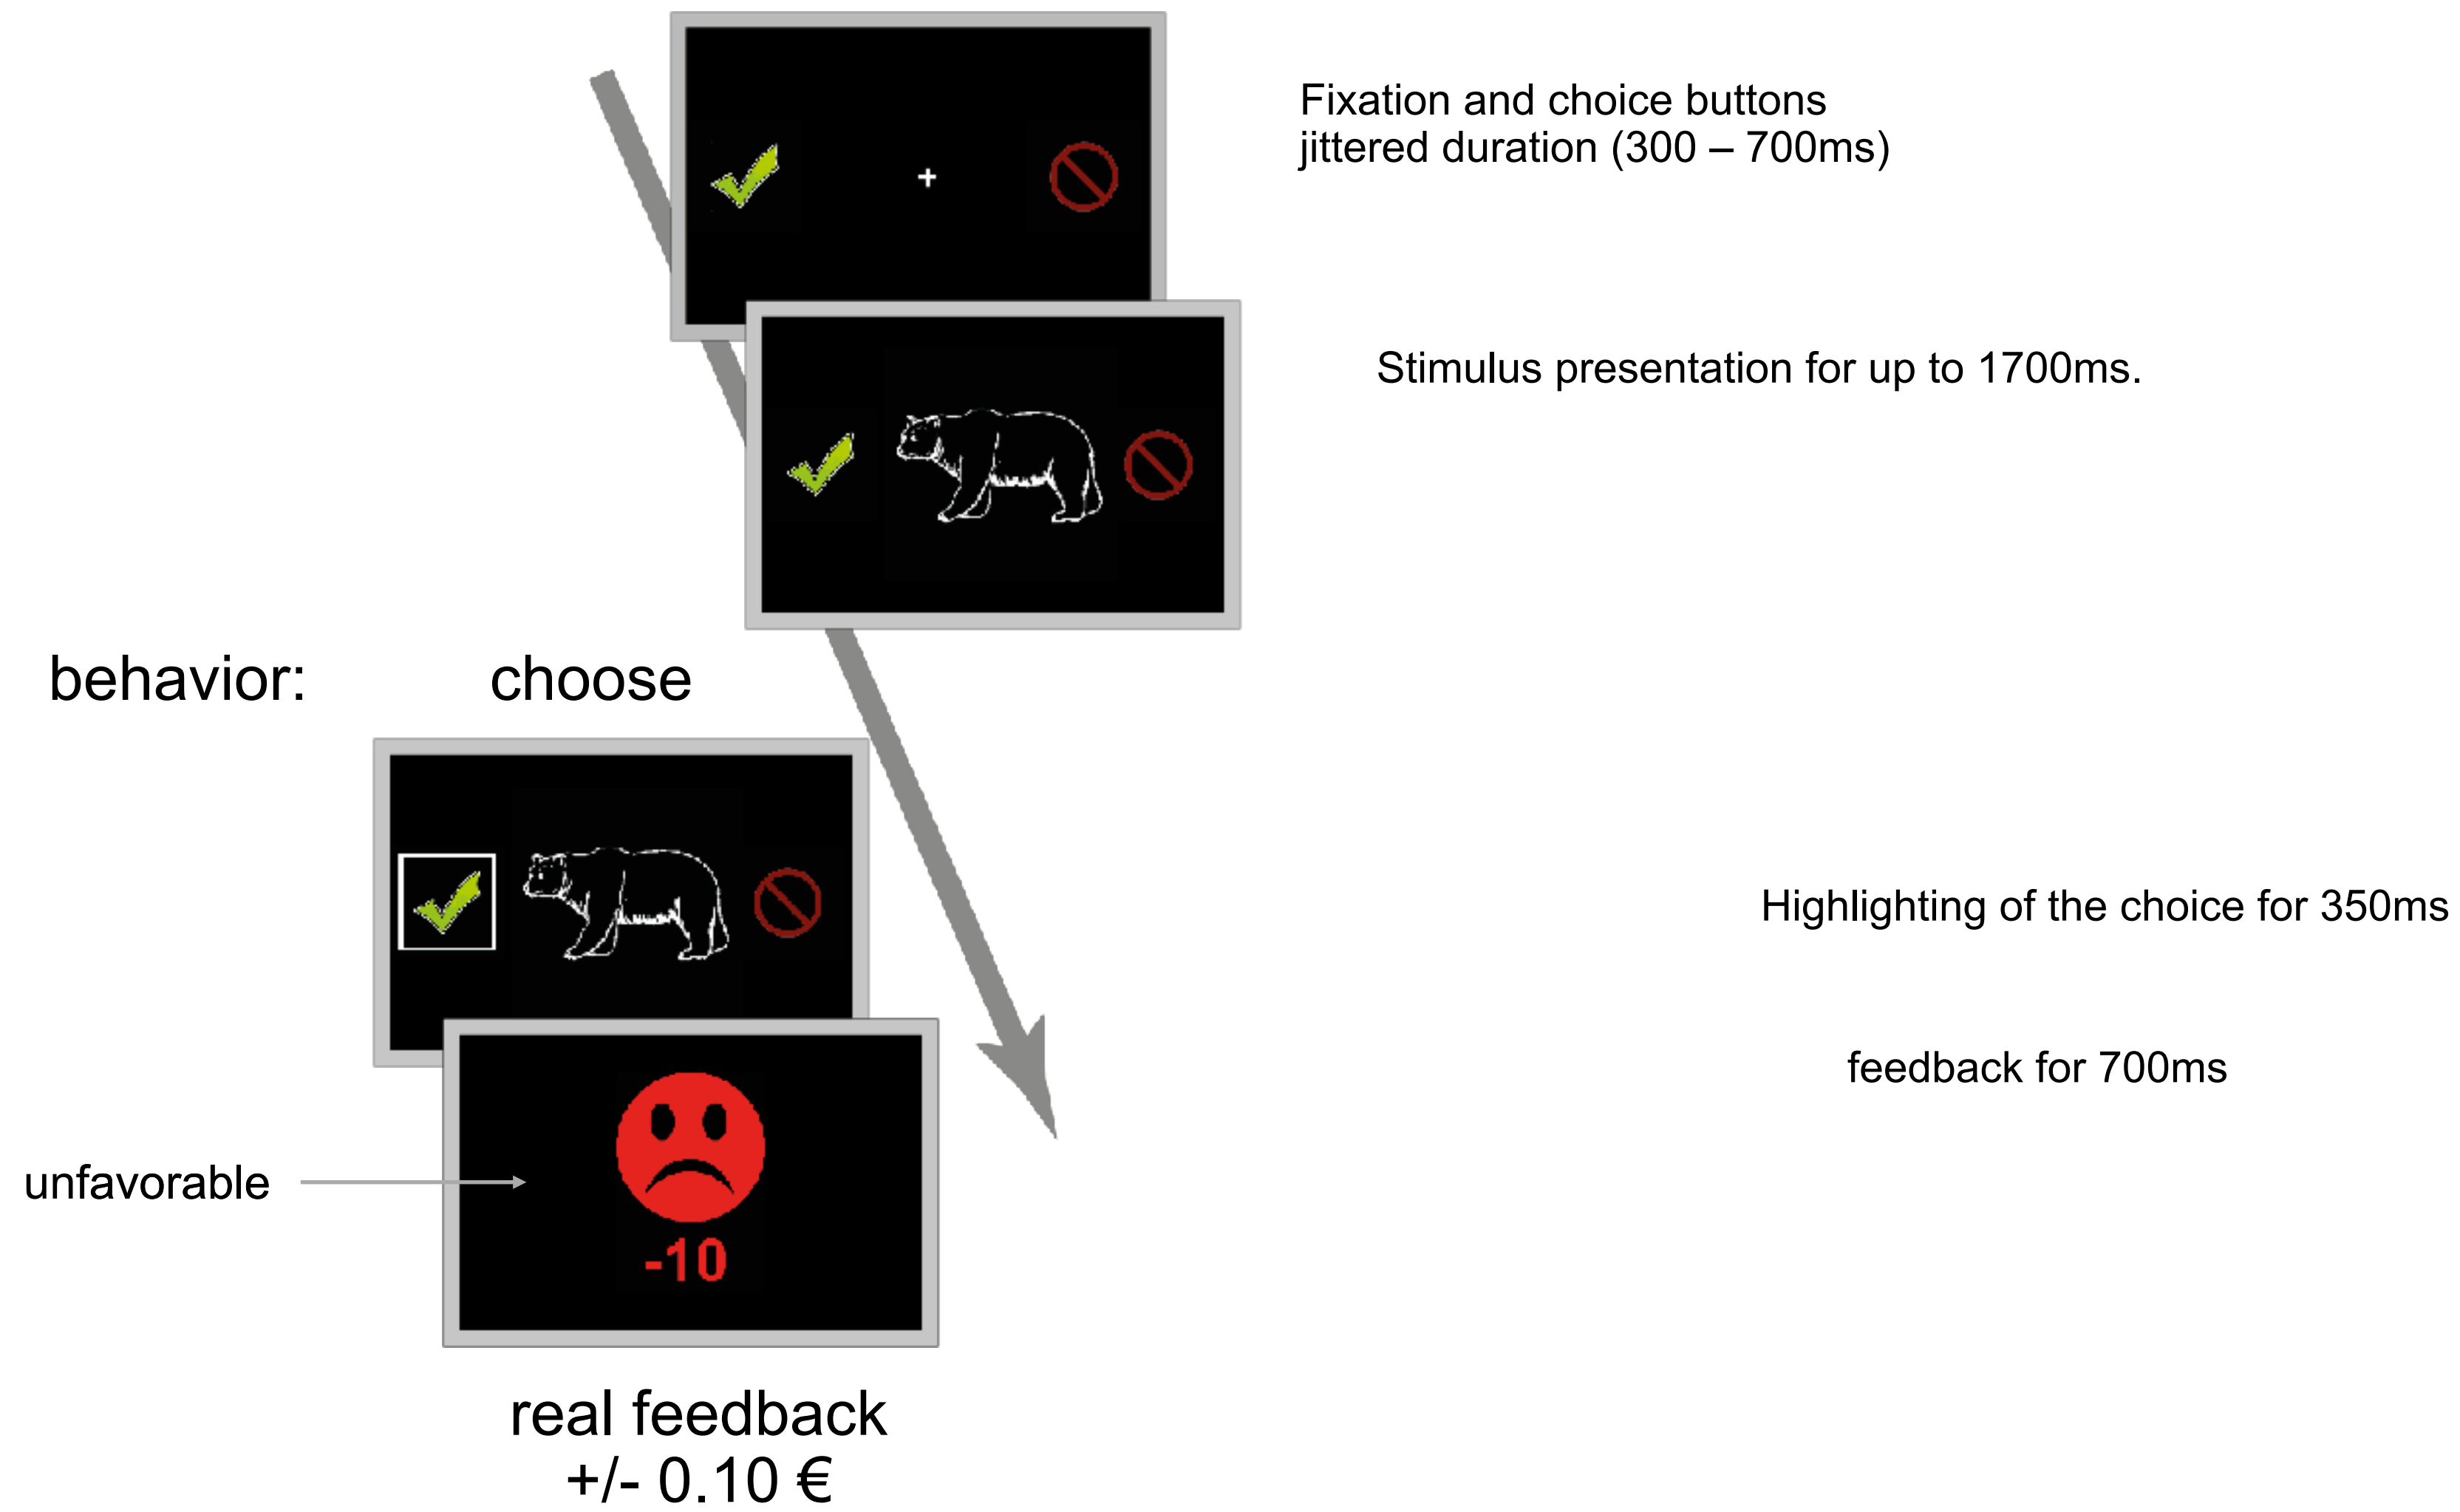 Fixation and choice buttons
jittered duration (300 – 700ms)
Stimulus presentation for up to 1700ms.
behavior: choose
Highlighting of the choice for 350ms
feedback for 700ms
unfavorable
-10
real feedback
+/- 0.10 €